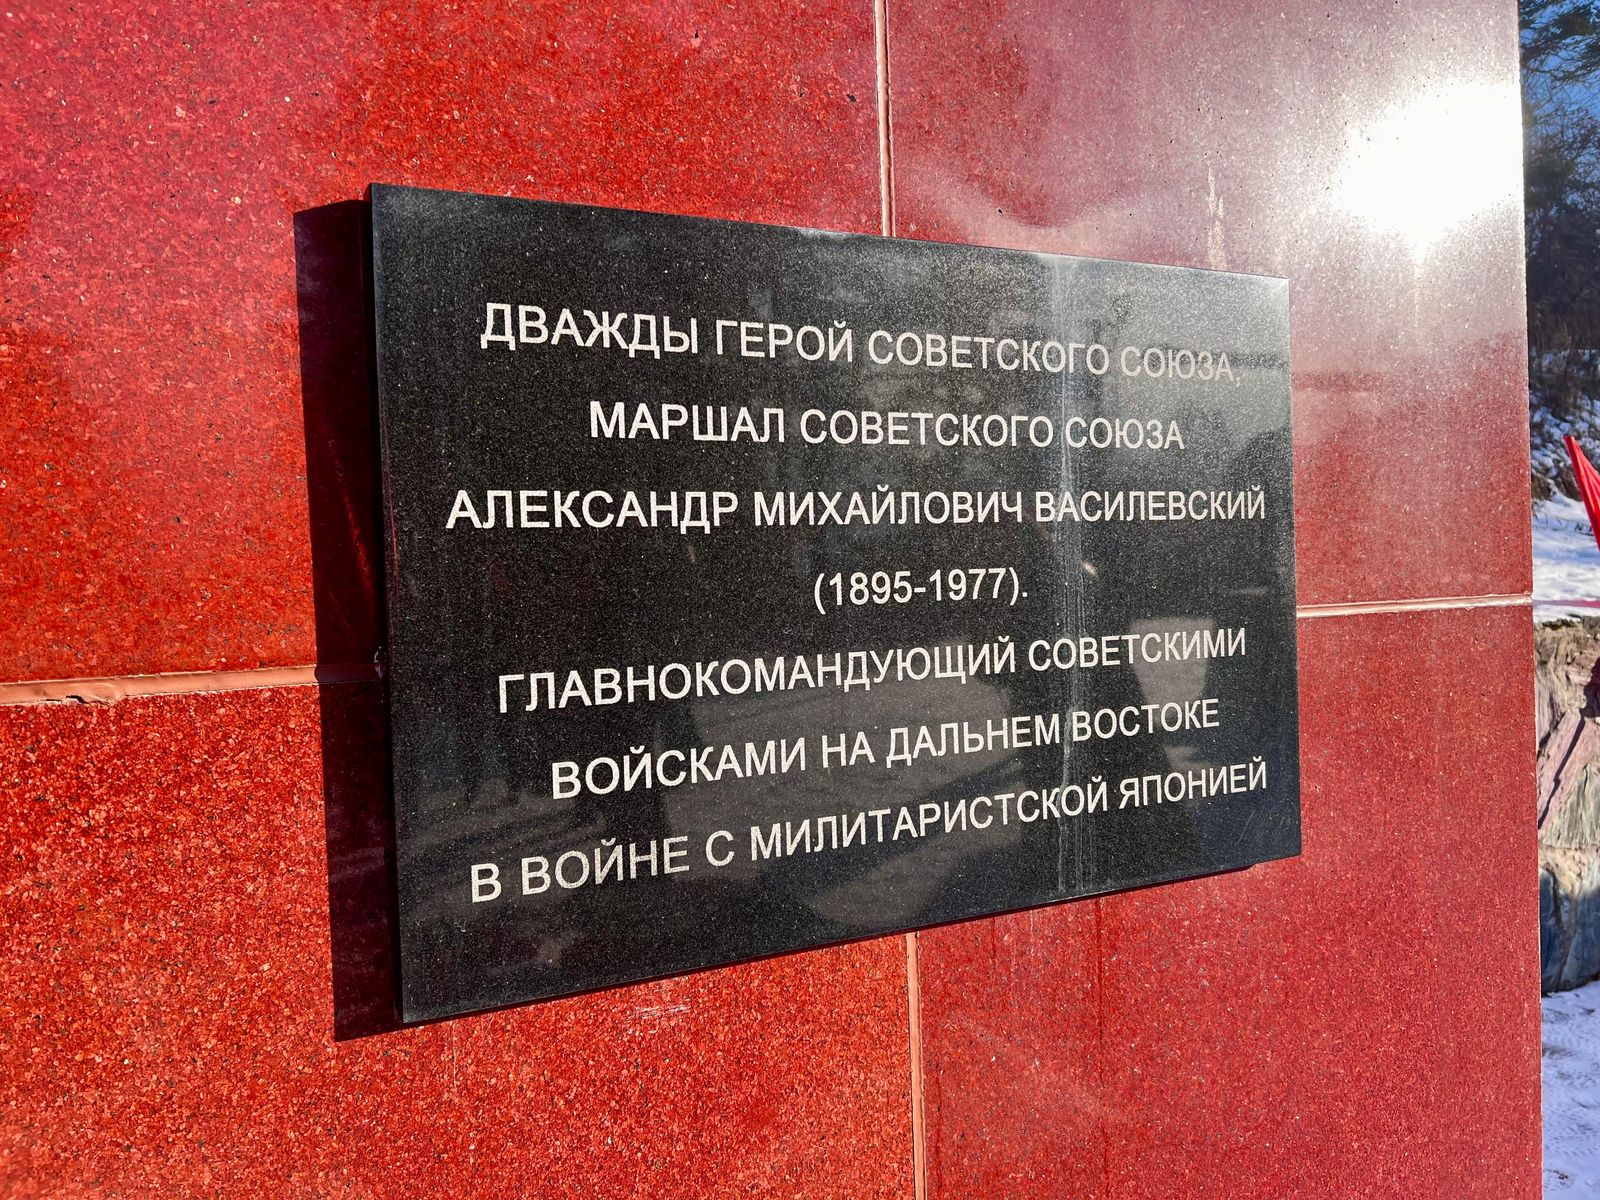 ДВАЖДЫ ГЕРОЙ СОВЕТСКОГО СОЮЗА,
МАРШАЛ СОВЕТСКОГО СОЮЗА
АЛЕКСАНДР МИХАЙЛОВИЧ ВАСИЛЕВСКИЙ
(1895-1977).
ГЛАВНОКОМАНДУЮЩИЙ СОВЕТСКИМИ
ВОЙСКАМИ НА ДАЛЬНЕМ ВОСТОКЕ
В ВОЙНЕ С МИЛИТАРИСТСКОЙ ЯПОНИЕЙ